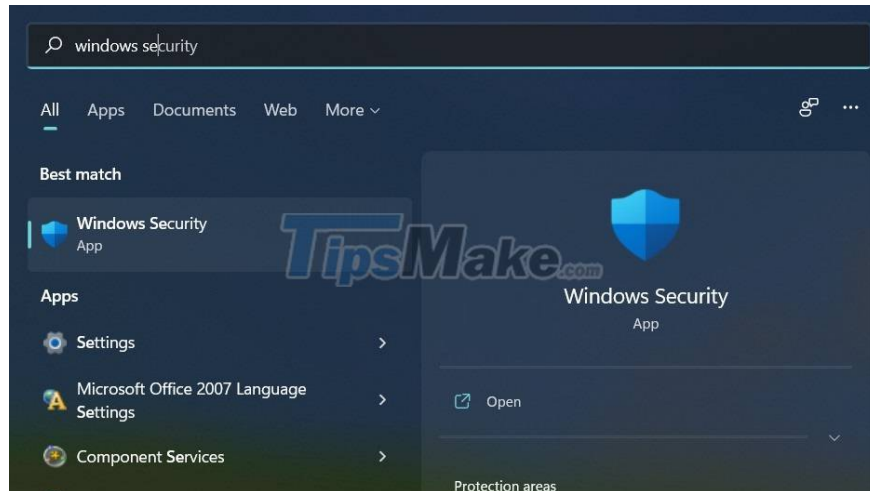 windows security
All Apps Documents Web More
Best match
Windows Security
App
TipsMake.com
Windows Security
App
Apps
Settings
Microsoft Office 2007 Language
Settings
Component Services
Open
Protection areas